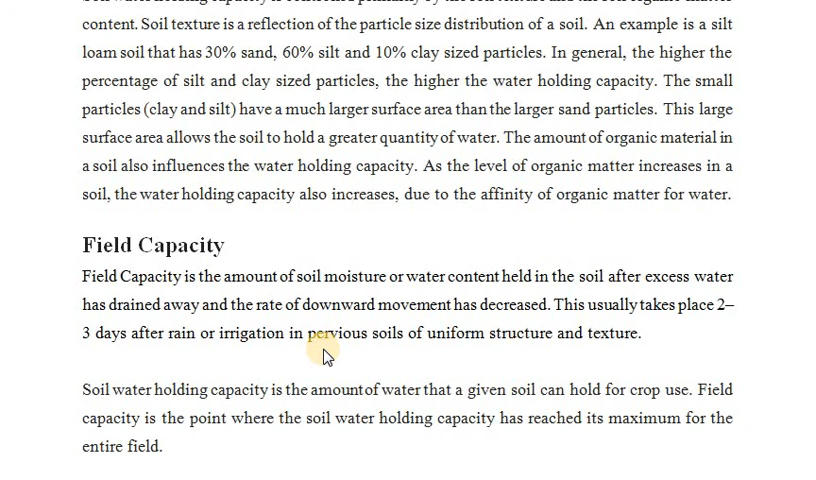 content. Soil texture is a reflection of the particle size distribution of a soil. An example is a silt
loam soil that has 30% sand, 60% silt and 10% clay sized particles. In general, the higher the
percentage of silt and clay sized particles, the higher the water holding capacity. The small
particles (clay and silt) have a much larger surface area than the larger sand particles. This large
surface area allows the soil to hold a greater quantity of water. The amount of organic material in
a soil also influences the water holding capacity. As the level of organic matter increases in a
soil, the water holding capacity also increases, due to the affinity of organic matter for water.
Field Capacity
Field Capacity is the amount of soil moisture or water content held in the soil after excess water
has drained away and the rate of downward movement has decreased. This usually takes place 2–
3 days after rain or irrigation in pervious soils of uniform structure and texture.
Soil water holding capacity is the amount of water that a given soil can hold for crop use. Field
capacity is the point where the soil water holding capacity has reached its maximum for the
entire field.